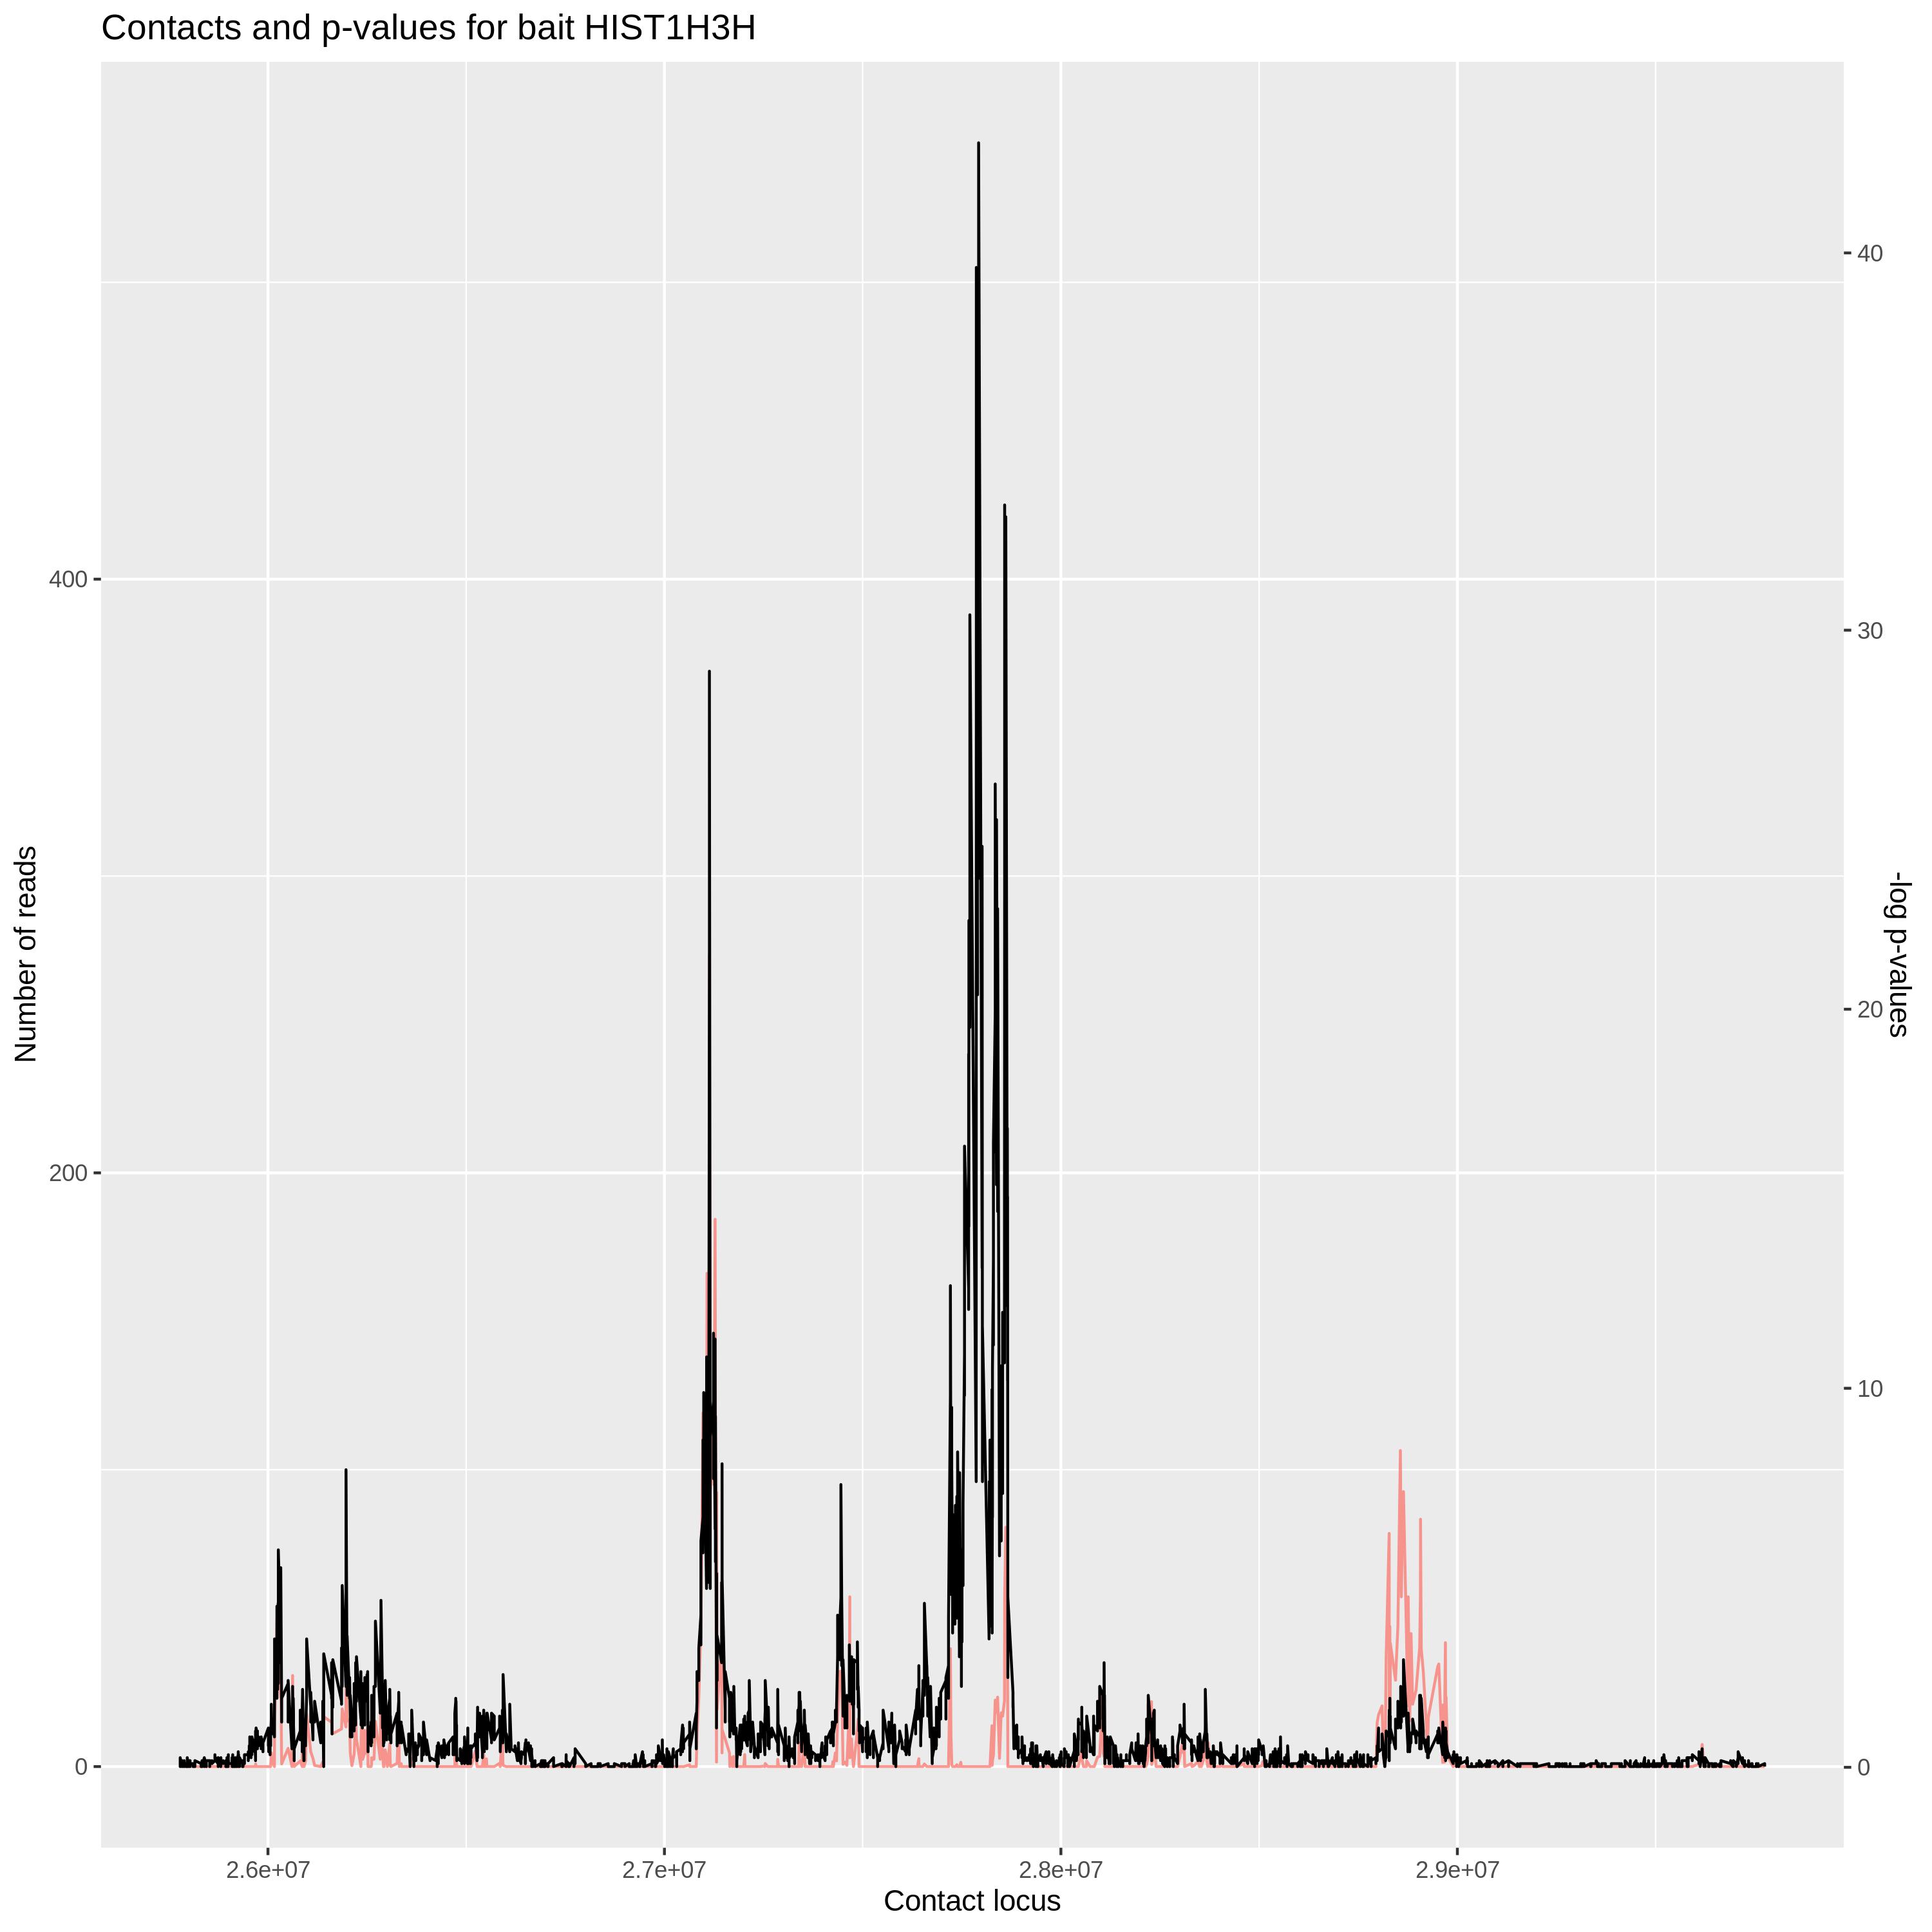 Contacts and p-values for bait HIST1H3H
Number of reads
400
200
0
40
30
20
10
0
-log p-values
2.6e+07
2.7e+07
2.8e+07
2.9e+07
Contact locus